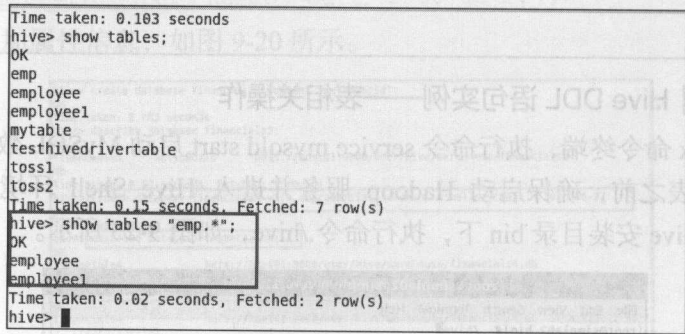 Time taken: 0.103 seconds
hive> show tables;
OK
emp
employee
employee1
mytable
testhivedrivertable
toss1
toss2
Time taken: 0.15 seconds, Fetched: 7 row(s)
hive> show tables "emp.*";
OK
employee
employee1
Time taken: 0.02 seconds, Fetched: 2 row(s)
hive>